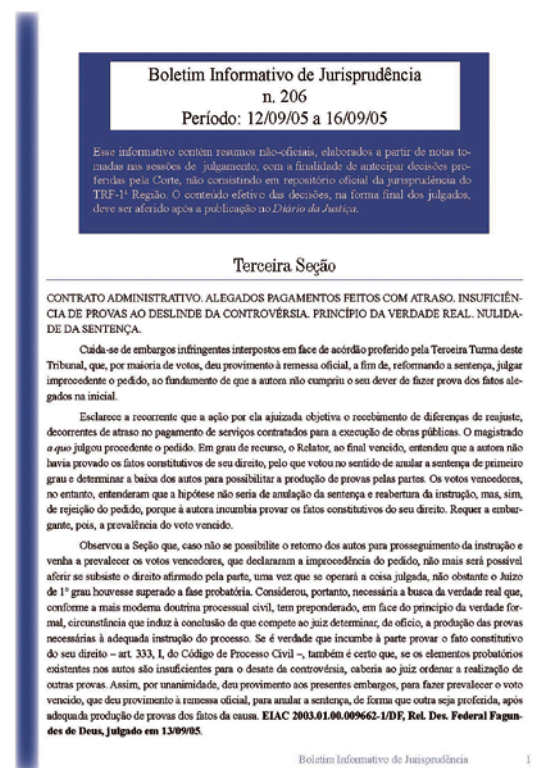 Boletim Informativo de Jurisprudência
n. 206
Período: 12/09/05 a 16/09/05
Esse informativo contém resumos não-oficiais, elaborados a partir de notas to-
madas nas sessões de julgamento, com a finalidade de antecipar decisões pro-
feridas pela Corte, não consistindo em repositório oficial da jurisprudência do
TRF-1ª Região. O conteúdo efetivo das decisões, na forma final dos julgados,
deve ser aferido após a publicação no Diário da Justiça.
Terceira Seção
CONTRATO ADMINISTRATIVO. ALEGADOS PAGAMENTOS FEITOS COM ATRASO. INSUFICIÊN-
CIA DE PROVAS AO DESLINDE DA CONTROVÉRSIA. PRINCÍPIO DA VERDADE REAL. NULIDA-
DE DA SENTENÇA.
Cuida-se de embargos infringentes interpostos em face de acórdão proferido pela Terceira Turma deste
Tribunal, que, por maioria de votos, deu provimento à remessa oficial, a fim de, reformando a sentença, julgar
improcedente o pedido, ao fundamento de que a autora não cumpriu o seu dever de fazer prova dos fatos ale-
gados na inicial.
Esclarece a recorrente que a ação por ela ajuizada objetiva o recebimento de diferenças de reajuste,
decorrentes de atraso no pagamento de serviços contratados para a execução de obras públicas. O magistrado
a quo julgou procedente o pedido. Em grau de recurso, o Relator, ao final vencido, entendeu que a autora não
havia provado os fatos constitutivos de seu direito, pelo que votou no sentido de anular a sentença de primeiro
grau e determinar a baixa dos autos para possibilitar a produção de provas pelas partes. Os votos vencedores,
no entanto, entenderam que a hipótese não seria de anulação da sentença e reabertura da instrução, mas, sim,
de rejeição do pedido, porque à autora incumbia provar os fatos constitutivos do seu direito. Requer a embar-
gante, pois, a prevalência do voto vencido.
Observou a Seção que, caso não se possibilite o retorno dos autos para prosseguimento da instrução e
venha a prevalecer os votos vencedores, que declararam a improcedência do pedido, não mais será possível
aferir se subsiste o direito afirmado pela parte, uma vez que se operará a coisa julgada, não obstante o Juízo
de 1º grau houvesse superado a fase probatória. Considerou, portanto, necessária a busca da verdade real que,
conforme a mais moderna doutrina processual civil, tem preponderado, em face do princípio da verdade for-
mal, circunstância que induz à conclusão de que compete ao juiz determinar, de ofício, a produção das provas
necessárias à adequada instrução do processo. Se é verdade que incumbe à parte provar o fato constitutivo
do seu direito – art. 333, I, do Código de Processo Civil –, também é certo que, se os elementos probatórios
existentes nos autos são insuficientes para o desate da controvérsia, caberia ao juiz ordenar a realização de
outras provas. Assim, por unanimidade, deu provimento aos presentes embargos, para fazer prevalecer o voto
vencido, que deu provimento à remessa oficial, para anular a sentença, de forma que outra seja proferida, após
adequada produção de provas dos fatos da causa. EIAC 2003.01.00.009662-1/DF, Rel. Des. Federal Fagun-
des de Deus, julgado em 13/09/05.
Boletim Informativo de Jurisprudência 1